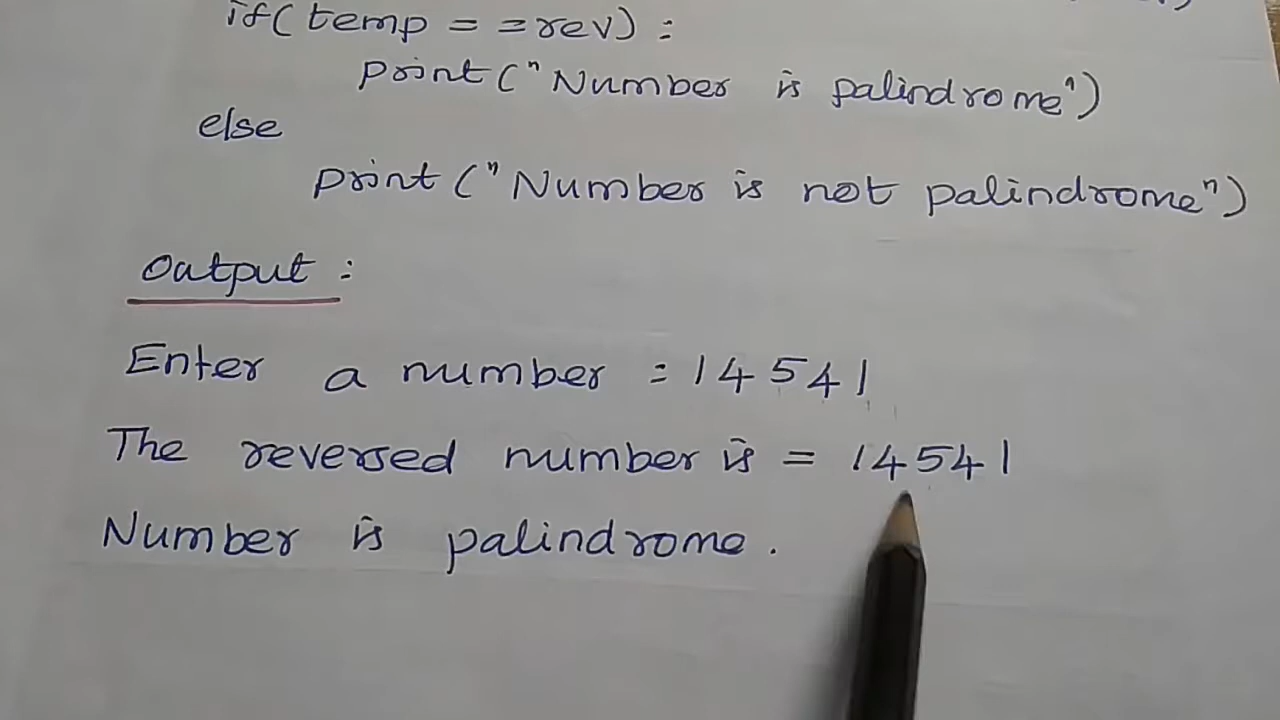 if(temp = =rev) :
print("Number is palindrome")
else
print("Number is not palindrome")
Output :
Enter a number = 14541
The reversed number is = 14541
Number is palindrome.